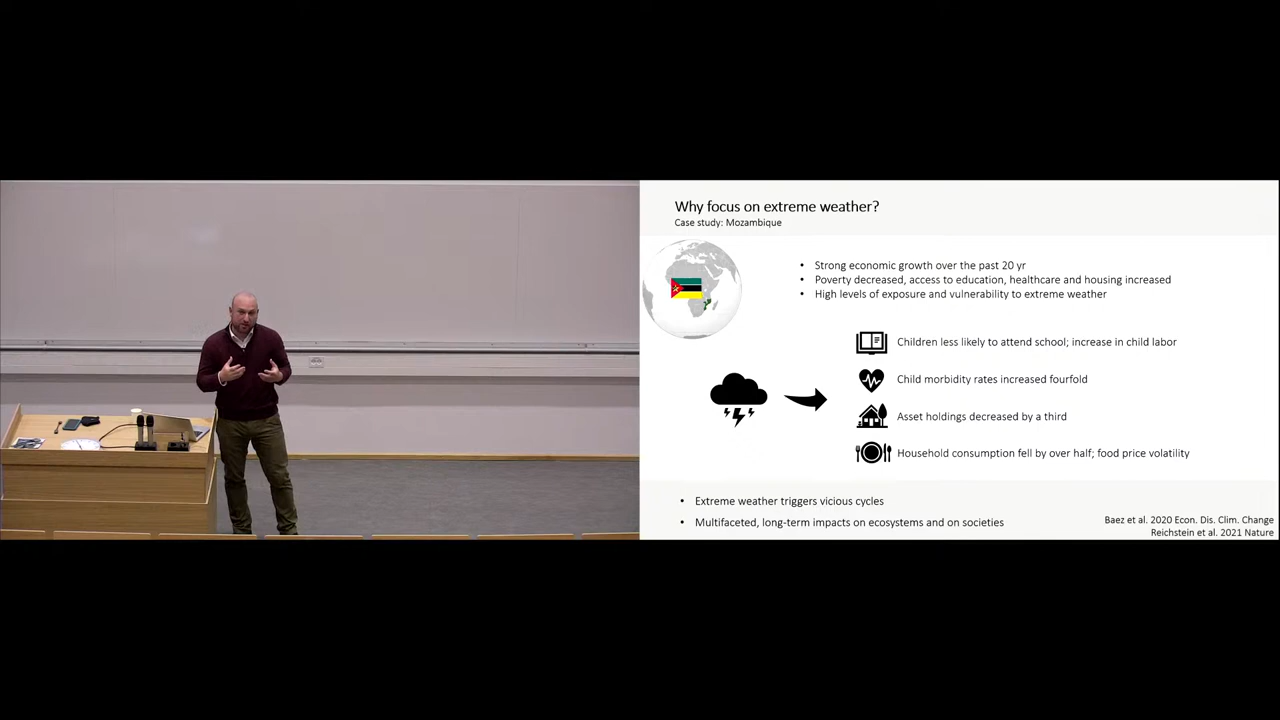 Why focus on extreme weather?
Case study: Mozambique
• Strong economic growth over the past 20 yr
• Poverty decreased, access to education, healthcare and housing increased
• High levels of exposure and vulnerability to extreme weather
Children less likely to attend school; increase in child labor
Child morbidity rates increased fourfold
Asset holdings decreased by a third
Household consumption fell by over half; food price volatility
• Extreme weather triggers vicious cycles
• Multifaceted, long-term impacts on ecosystems and on societies
Baez et al. 2020 Econ. Dis. Clim. Change
Reichstein et al. 2021 Nature